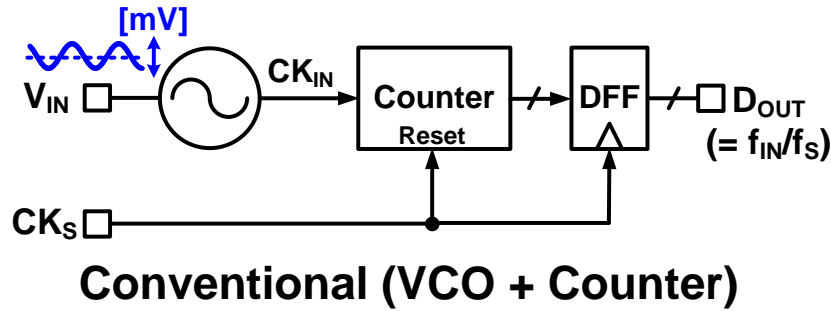 [mV]
V_IN
CK_IN
Counter
Reset
DFF
D_OUT
(= f_IN/f_S)
CK_S
Conventional (VCO + Counter)